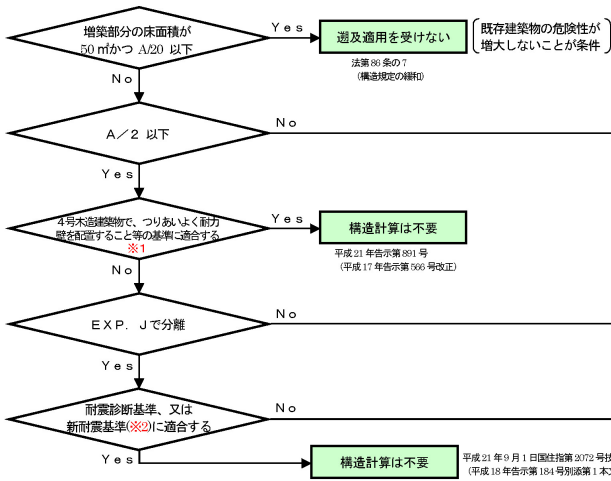 増築部分の床面積が
50㎡かつ A/20 以下
Yes
遡及適用を受けない
既存建築物の危険性が
増大しないことが条件
法第86条の7
(構造規定の緩和)
No
A/2 以下
No
Yes
4号木造建築物で、つりあいよく耐力
壁を配置すること等の基準に適合する
※1
Yes
構造計算は不要
平成21年告示第891号
(平成17年告示第566号改正)
No
EXP.Jで分離
No
Yes
耐震診断基準、又は
新耐震基準(※2)に適合する
No
Yes
構造計算は不要
平成21年9月1日国住指第2072号技
(平成18年告示第184号別添第1本文